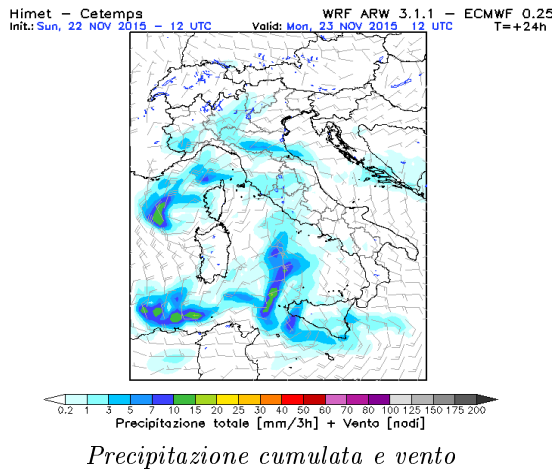 Himet - Cetemps WRF ARW 3.1.1 - ECMWF 0.25
Init.: Sun, 22 NOV 2015 - 12 UTC Valid: Mon, 23 NOV 2015 12 UTC T=+24h
0.2 1 3 5 7 10 15 20 25 30 40 50 60 70 80 100 125 150 175 200
Precipitazione totale [mm/3h] + Vento [nodi]
Precipitazione cumulata e vento